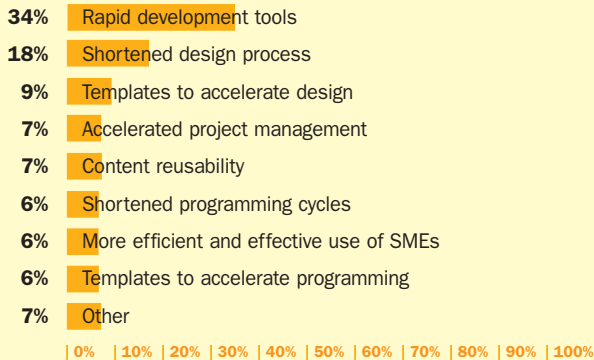 34% Rapid development tools
18% Shortened design process
9% Templates to accelerate design
7% Accelerated project management
7% Content reusability
6% Shortened programming cycles
6% More efficient and effective use of SMEs
6% Templates to accelerate programming
7% Other
| 0% | 10% | 20% | 30% | 40% | 50% | 60% | 70% | 80% | 90% | 100%